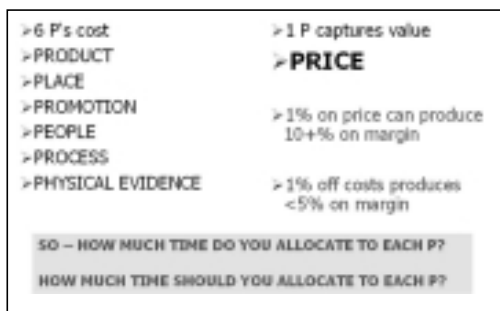 ➢6 P's cost
➢PRODUCT
➢PLACE
➢PROMOTION
➢PEOPLE
➢PROCESS
➢PHYSICAL EVIDENCE
➢1 P captures value
➢PRICE
➢1% on price can produce
10+% on margin
➢1% off costs produces
<5% on margin
SO – HOW MUCH TIME DO YOU ALLOCATE TO EACH P?
HOW MUCH TIME SHOULD YOU ALLOCATE TO EACH P?